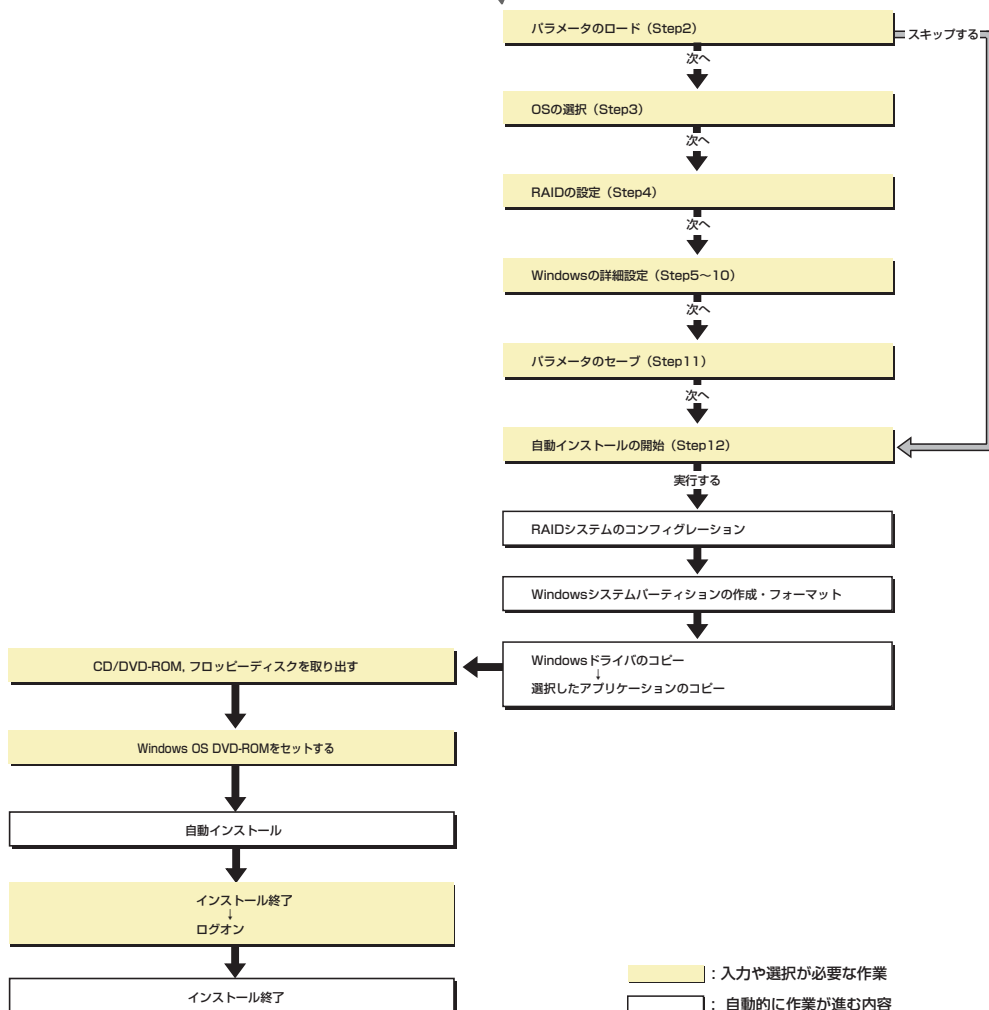 パラメータのロード（Step2）
スキップする
次へ
OSの選択（Step3）
次へ
RAIDの設定（Step4）
次へ
Windowsの詳細設定（Step5～10）
次へ
パラメータのセーブ（Step11）
次へ
自動インストールの開始（Step12）
実行する
RAIDシステムのコンフィグレーション
Windowsシステムパーティションの作成・フォーマット
Windowsドライバのコピー
↓
選択したアプリケーションのコピー
CD/DVD-ROM, フロッピーディスクを取り出す
Windows OS DVD-ROMをセットする
自動インストール
インストール終了
↓
ログオン
インストール終了
：入力や選択が必要な作業
： 自動的に作業が進む内容